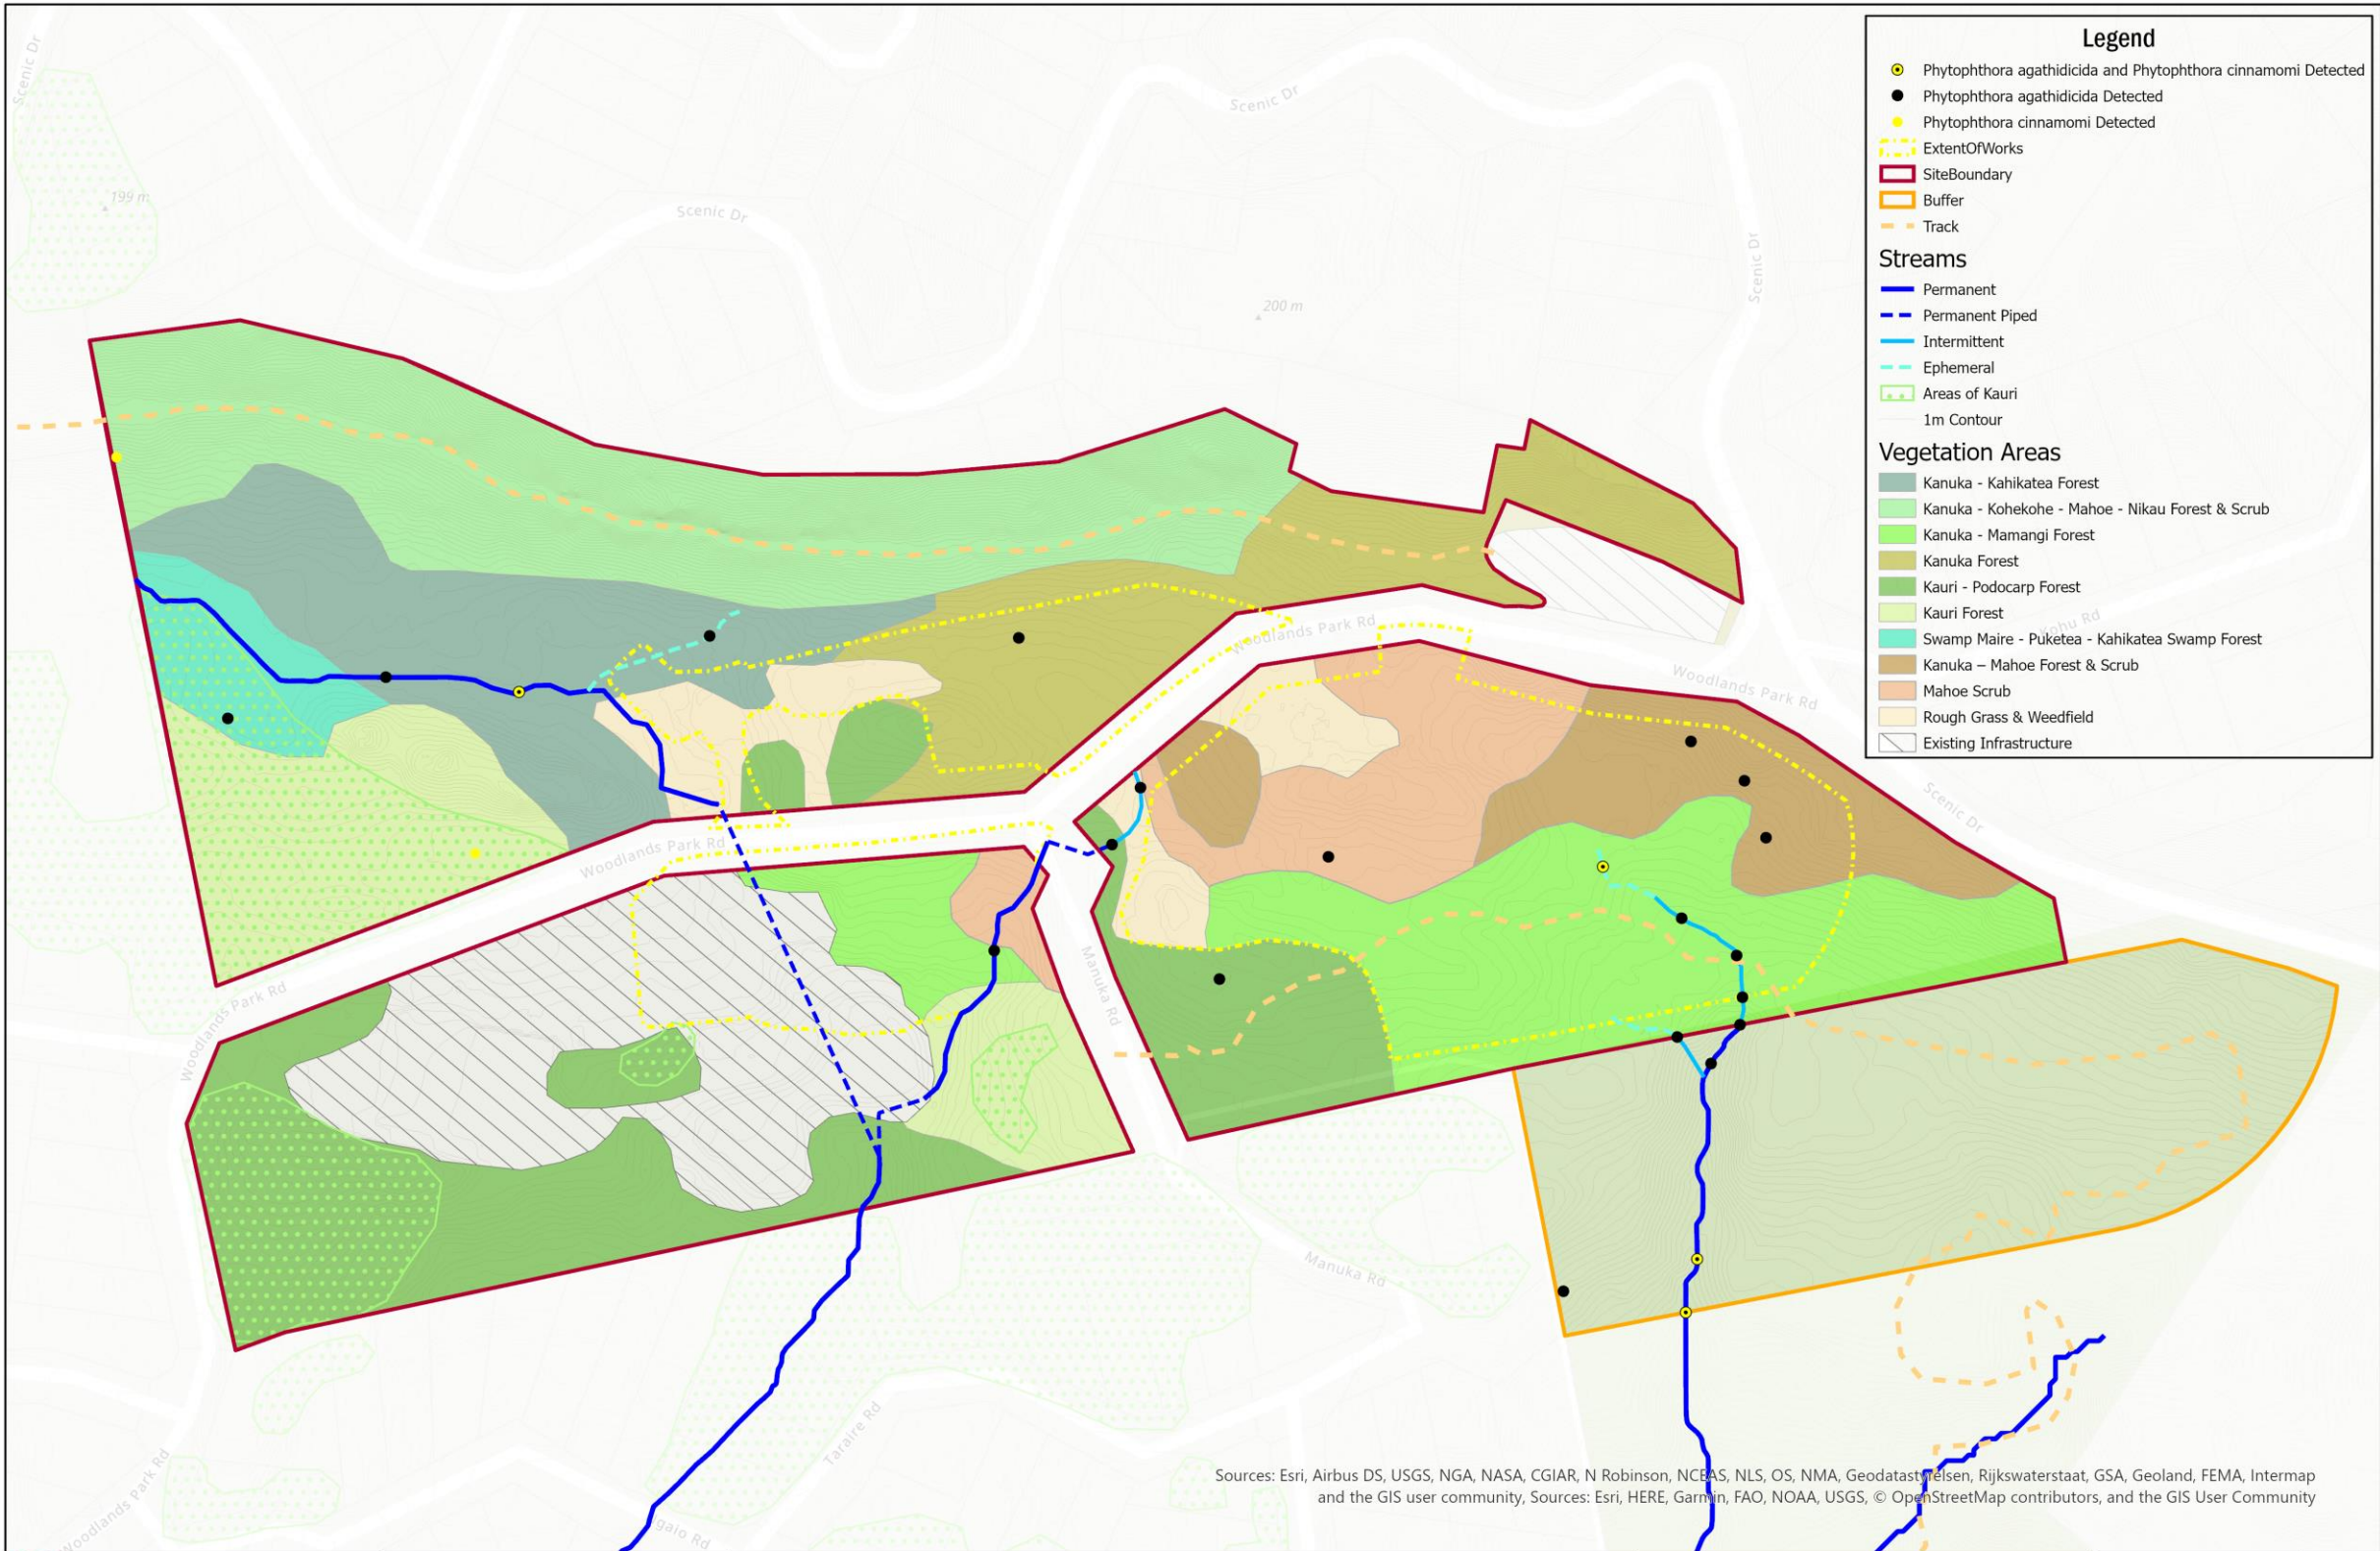 Legend
Phytophthora agathidicida and Phytophthora cinnamomi Detected
Phytophthora agathidicida Detected
Phytophthora cinnamomi Detected
ExtentOfWorks
SiteBoundary
Buffer
Track
Streams
Permanent
Permanent Piped
Intermittent
Ephemeral
Areas of Kauri
1m Contour
Vegetation Areas
Kanuka - Kahikatea Forest
Kanuka - Kohekohe - Mahoe - Nikau Forest & Scrub
Kanuka - Mamangi Forest
Kanuka Forest
Kauri - Podocarp Forest
Kauri Forest
Swamp Maire - Puketea - Kahikatea Swamp Forest
Kanuka – Mahoe Forest & Scrub
Mahoe Scrub
Rough Grass & Weedfield
Existing Infrastructure
Scenic Dr
199 m
Scenic Dr
Scenic Dr
Scenic Dr
200 m
Woodlands Park Rd
Kohu Rd
Woodlands Park Rd
Scenic Dr
Woodlands Park Rd
Woodlands Park Rd
Manuka Rd
Manuka Rd
Taraire Rd
Woodlands Park Rd
gaio Rd
Sources: Esri, Airbus DS, USGS, NGA, NASA, CGIAR, N Robinson, NCEAS, NLS, OS, NMA, Geodatastyrelsen, Rijkswaterstaat, GSA, Geoland, FEMA, Intermap
and the GIS user community, Sources: Esri, HERE, Garmin, FAO, NOAA, USGS, © OpenStreetMap contributors, and the GIS User Community